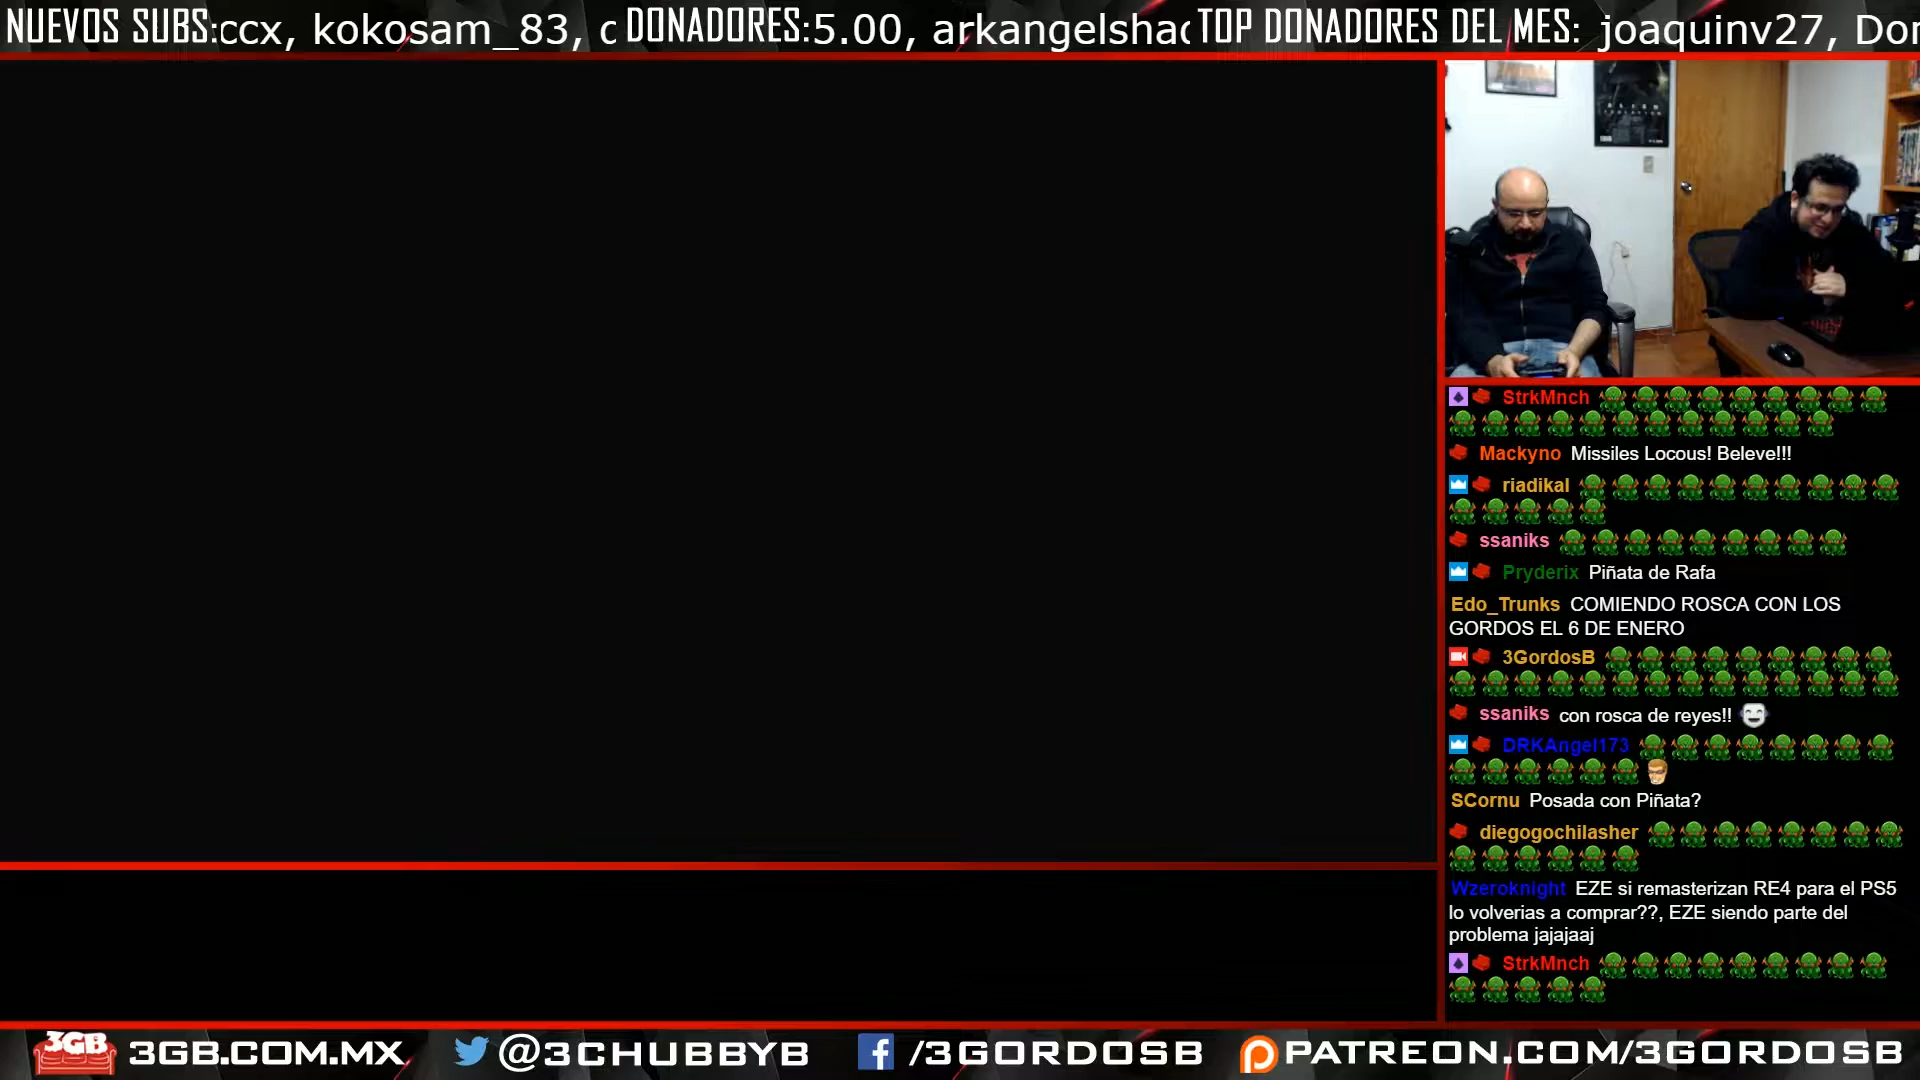 NUEVOS SUBS: ccx, kokosam_83, c DONADORES: 5.00, arkangelshac TOP DONADORES DEL MES: joaquinv27, Don
ALIEN
StrkMnch
Mackyno Missiles Locous! Beleve!!!
riadikal
ssaniks
Pryderix Piñata de Rafa
Edo_Trunks COMIENDO ROSCA CON LOS
GORDOS EL 6 DE ENERO
3GordosB
ssaniks con rosca de reyes!!
DRKAngel173
SCornu Posada con Piñata?
diegogochilasher
Wzeroknight EZE si remasterizan RE4 para el PS5
lo volverias a comprar??, EZE siendo parte del
problema jajajaaj
StrkMnch
3GB 3GB.COM.MX @3CHUBBYB /3GORDOSB PATREON.COM/3GORDOSB